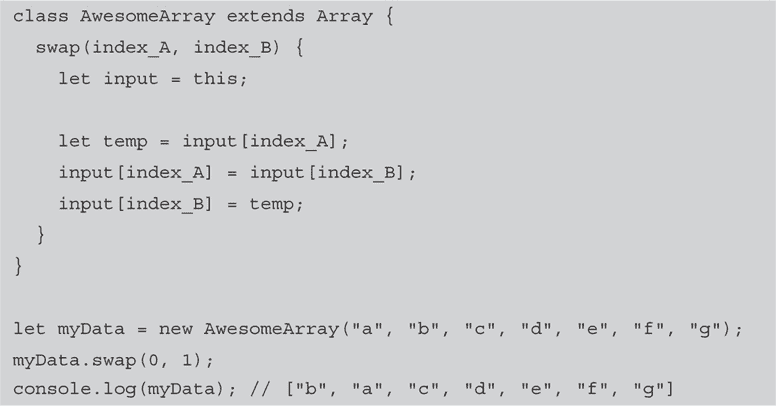 class AwesomeArray extends Array {
  swap(index_A, index_B) {
    let input = this;

    let temp = input[index_A];
    input[index_A] = input[index_B];
    input[index_B] = temp;
  }
}

let myData = new AwesomeArray("a", "b", "c", "d", "e", "f", "g");
myData.swap(0, 1);
console.log(myData); // ["b", "a", "c", "d", "e", "f", "g"]